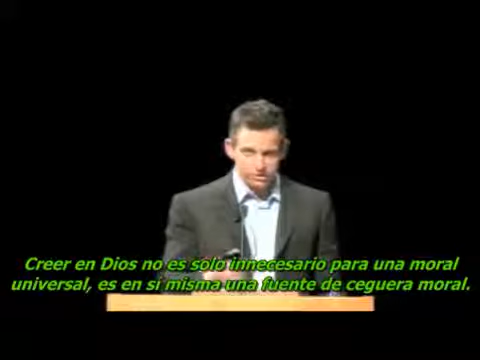 Creer en Dios no es solo innecesario para una moral
universal, es en sí misma una fuente de ceguera moral.